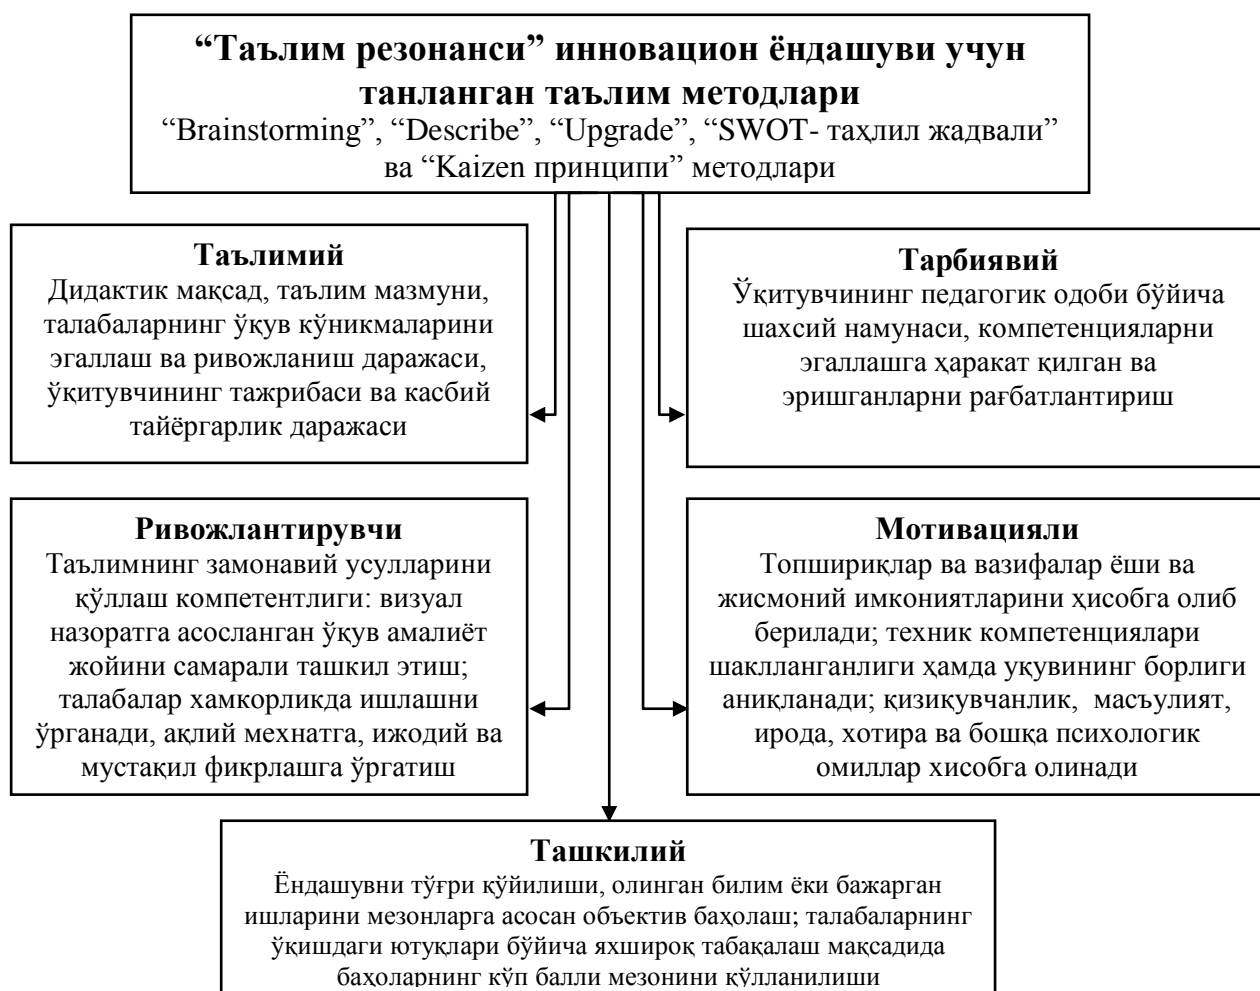 “Таълим резонанси” инновацион ёндашуви учун
танланган таълим методлари
“Brainstorming”, “Describe”, “Upgrade”, “SWOT- таҳлил жадвали”
ва “Kaizen принципи” методлари
Таълимий
Дидактик мақсад, таълим мазмуни,
талабаларнинг ўқув кўникмаларини
эгаллаш ва ривожланиш даражаси,
ўқитувчининг тажрибаси ва касбий
тайёргарлик даражаси
Тарбиявий
Ўқитувчининг педагогик одоби бўйича
шахсий намунаси, компетенцияларни
эгаллашга ҳаракат қилган ва
эришганларни рағбатлантириш
Ривожлантирувчи
Таълимнинг замонавий усулларини
қўллаш компетентлиги: визуал
назоратга асосланган ўқув амалиёт
жойини самарали ташкил этиш;
талабалар хамкорликда ишлашни
ўрганади, ақлий мехнатга, ижодий ва
мустақил фикрлашга ўргатиш
Мотивацияли
Топшириқлар ва вазифалар ёши ва
жисмоний имкониятларини ҳисобга олиб
берилади; техник компетенциялари
шаклланганлиги ҳамда уқувининг борлиги
аниқланади; қизиқувчанлик, масъулият,
ирода, хотира ва бошқа психологик
омиллар хисобга олинади
Ташкилий
Ёндашувни тўғри қўйилиши, олинган билим ёки бажарган
ишларини мезонларга асосан объектив баҳолаш; талабаларнинг
ўқишдаги ютуқлари бўйича яхшироқ табақалаш мақсадида
баҳоларнинг кўп балли мезонини қўлланилиши